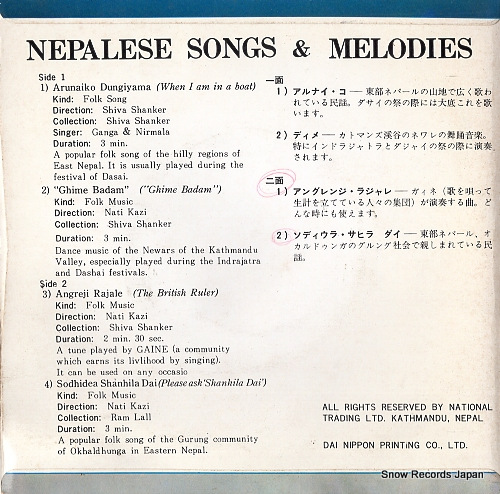 NEPALESE SONGS & MELODIES
Side 1
1) Arunaiko Dungiyama (When I am in a boat)
Kind: Folk Song
Direction: Shiva Shanker
Collection: Shiva Shanker
Singer: Ganga & Nirmala
Duration: 3 min.
A popular folk song of the hilly regions of
East Nepal. It is usually played during the
festival of Dasai.
2) "Ghime Badam" ("Ghime Badam")
Kind: Folk Music
Direction: Nati Kazi
Collection: Shiva Shanker
Duration: 3 min.
Dance music of the Newars of the Kathmandu
Valley, especially played during the Indrajatra
and Dashai festivals.
Side 2
3) Angreji Rajale (The British Ruler)
Kind: Folk Music
Direction: Nati Kazi
Collection: Shiva Shanker
Duration: 2 min. 30 sec.
A tune played by GAINE (a community
which earns its livlihood by singing).
It can be used on any occasio
4) Sodhidea Shanhila Dai (Please ask 'Shankila Dai')
Kind: Folk Music
Direction: Nati Kazi
Collection: Ram Lall
Duration: 3 min.
A popular folk song of the Gurung community
of Okhaldhunga in Eastern Nepal.
一面
1) アルナイ・コ — 東部ネパールの山地で広く歌わ
れている民謡。ダサイの祭の際には大底これを歌
います。
2) ディメ — カトマンズ渓谷のネワレの舞踊音楽。
特にインドラジャトラとダジャイの祭の際に演奏
されます。
二面
1) アングレンジ・ラジャレ — ガィネ（歌を唄って
生計を立てている人々の集団）が演奏する曲。ど
んな時にも使えます。
2) ソディウラ・サヒラ ダイ — 東部ネパール、オ
カルドゥンガのグルング社会で親しまれている民
謡。
ALL RIGHTS RESERVED BY NATIONAL
TRADING LTD. KATHMANDU, NEPAL
DAI NIPPON PRINTING CO., LTD.
Snow Records Japan